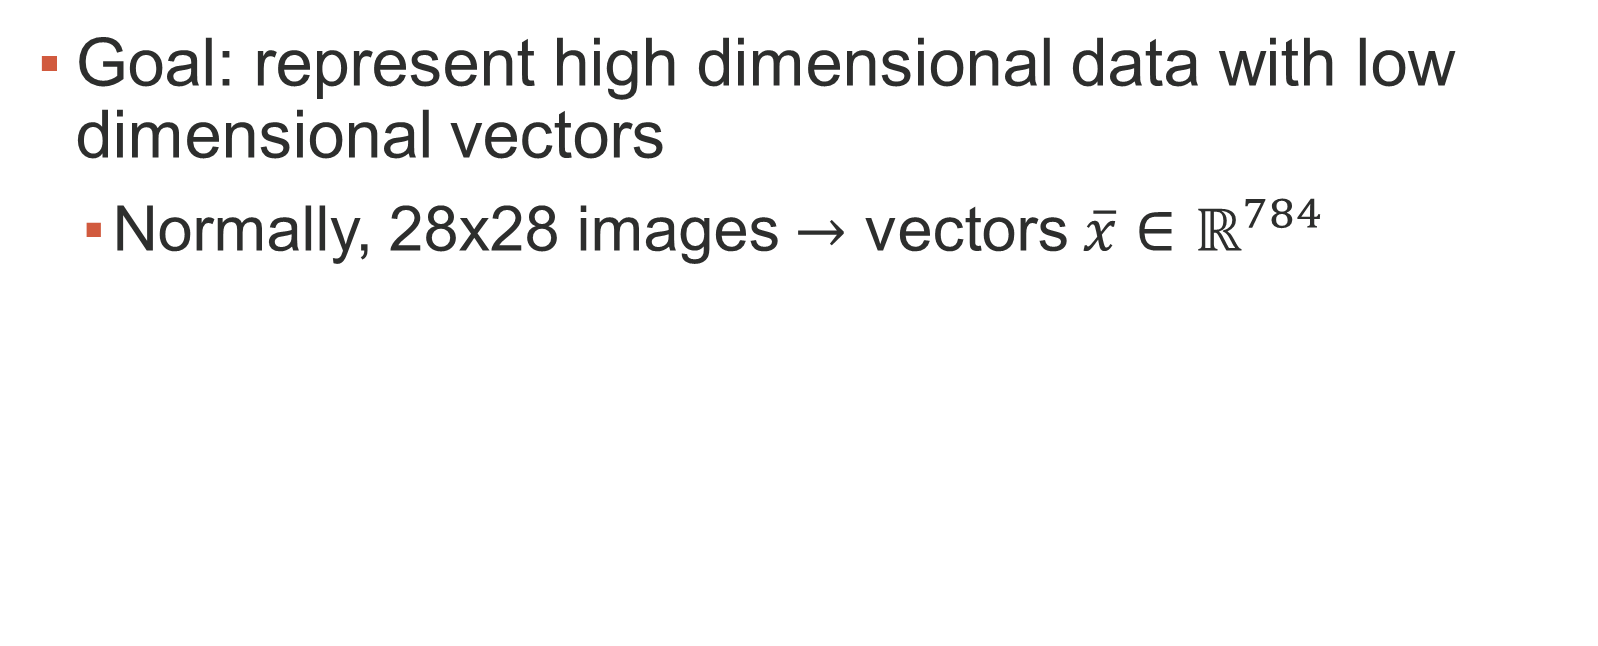 ▪ Goal: represent high dimensional data with low
dimensional vectors
▪ Normally, 28x28 images → vectors x̄ ∈ ℝ⁷⁸⁴